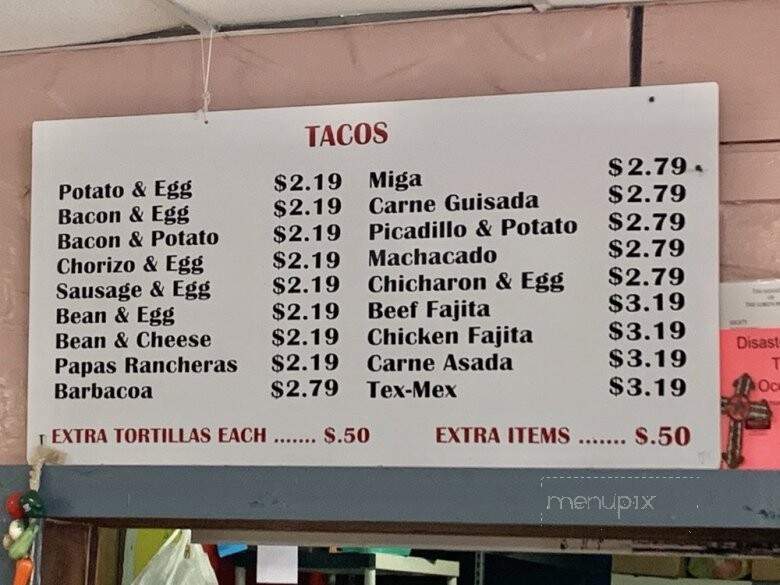 TACOS
Potato & Egg $2.19 Miga $2.79
Bacon & Egg $2.19 Carne Guisada $2.79
Bacon & Potato $2.19 Picadillo & Potato $2.79
Chorizo & Egg $2.19 Machacado $2.79
Sausage & Egg $2.19 Chicharon & Egg $2.79
Bean & Egg $2.19 Beef Fajita $3.19
Bean & Cheese $2.19 Chicken Fajita $3.19
Papas Rancheras $2.19 Carne Asada $3.19
Barbacoa $2.79 Tex-Mex $3.19
EXTRA TORTILLAS EACH ....... $.50 EXTRA ITEMS ....... $.50
Disast
T
Occ
menupix